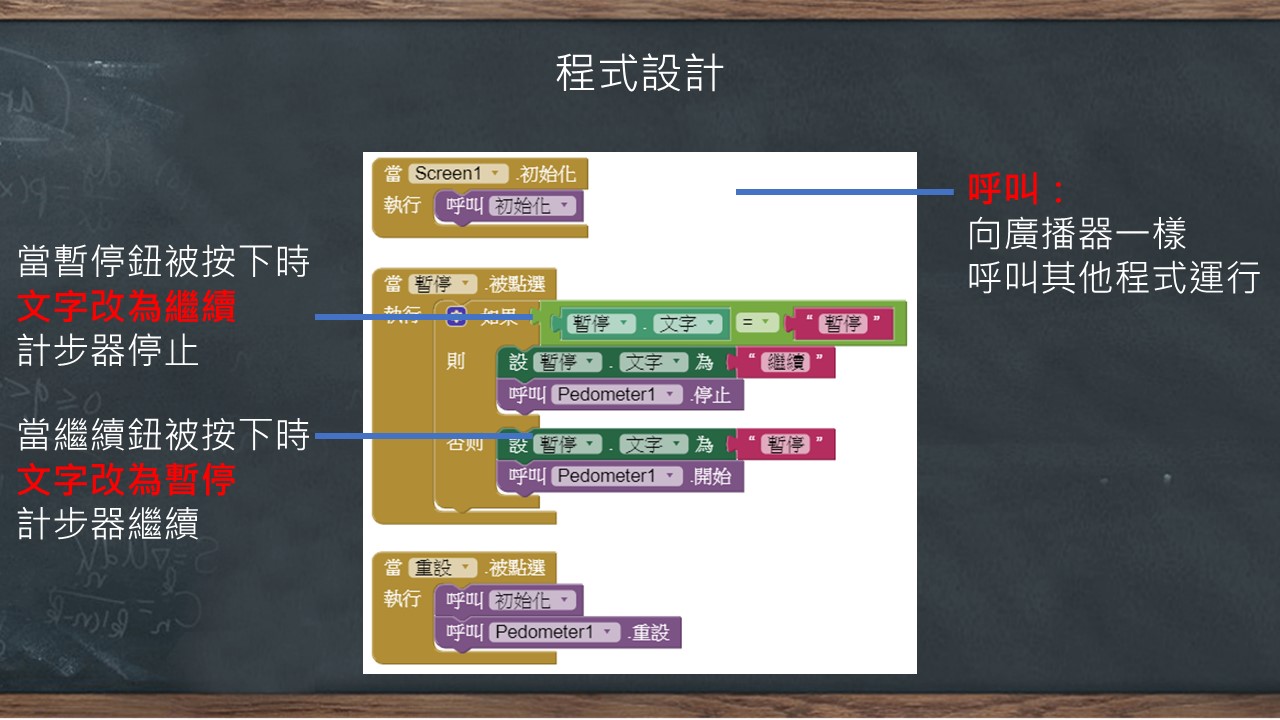 程式設計
當暫停鈕被按下時
文字改為繼續
計步器停止
當繼續鈕被按下時
文字改為暫停
計步器繼續
當 Screen1 .初始化
執行 呼叫 初始化
當 暫停 .被點選
執行 如果 暫停 . 文字 = “ 暫停 ”
則 設 暫停 . 文字 為 “ 繼續 ”
呼叫 Pedometer1 .停止
否則 設 暫停 . 文字 為 “ 暫停 ”
呼叫 Pedometer1 .開始
當 重設 .被點選
執行 呼叫 初始化
呼叫 Pedometer1 .重設
呼叫：
向廣播器一樣
呼叫其他程式運行